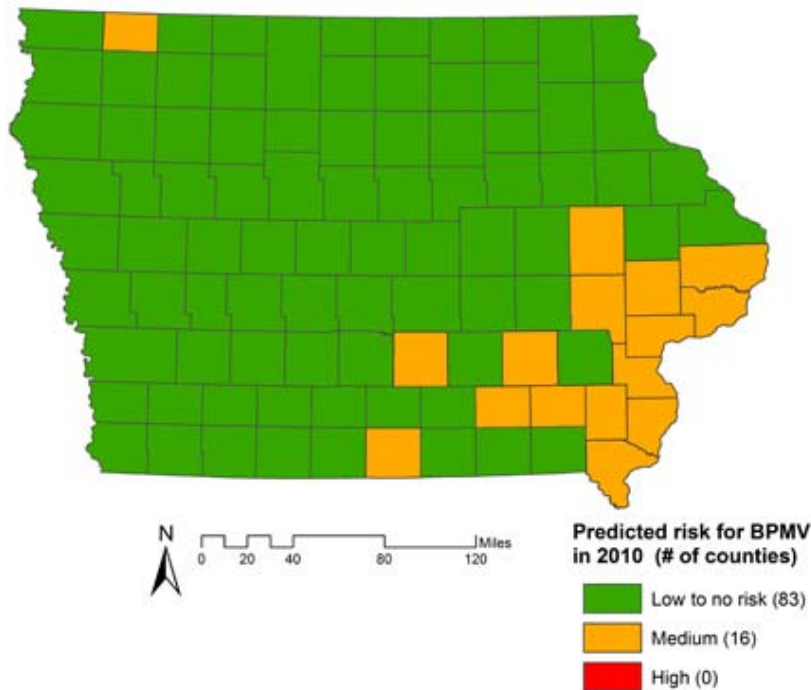 N
0 20 40 80 120 Miles
Predicted risk for BPMV
in 2010 (# of counties)
Low to no risk (83)
Medium (16)
High (0)